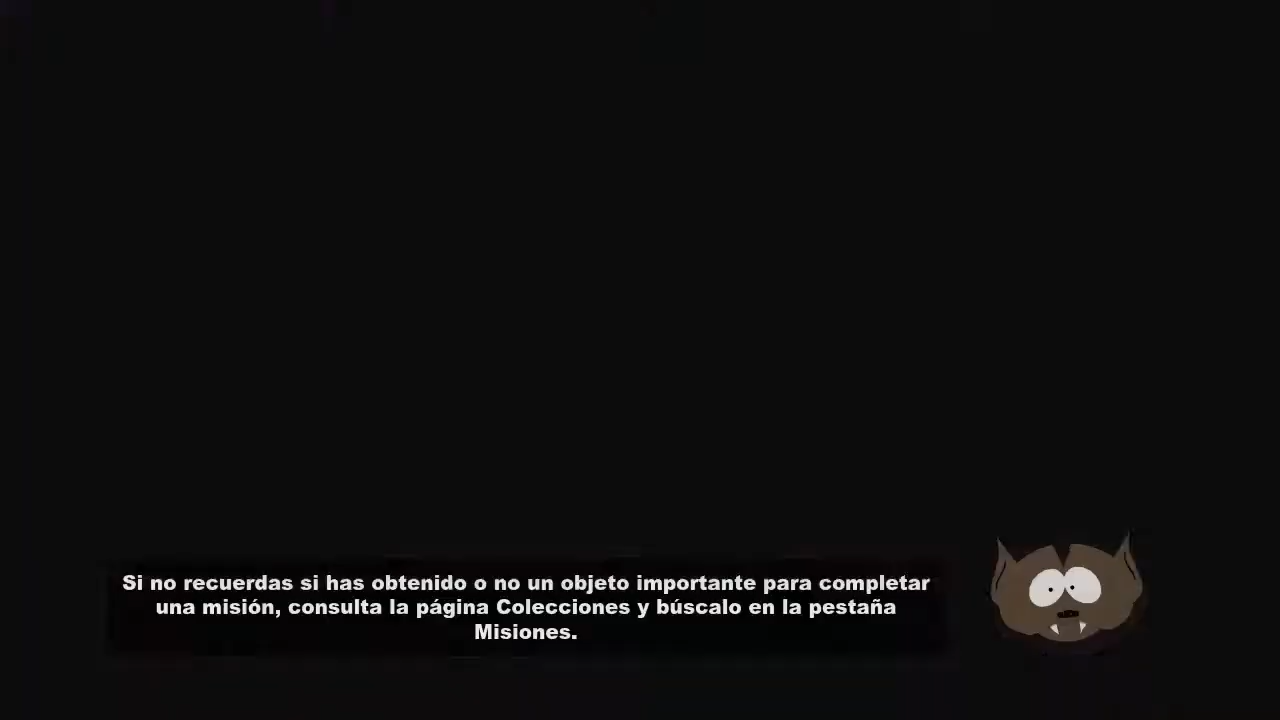 Si no recuerdas si has obtenido o no un objeto importante para completar
una misión, consulta la página Colecciones y búscalo en la pestaña
Misiones.